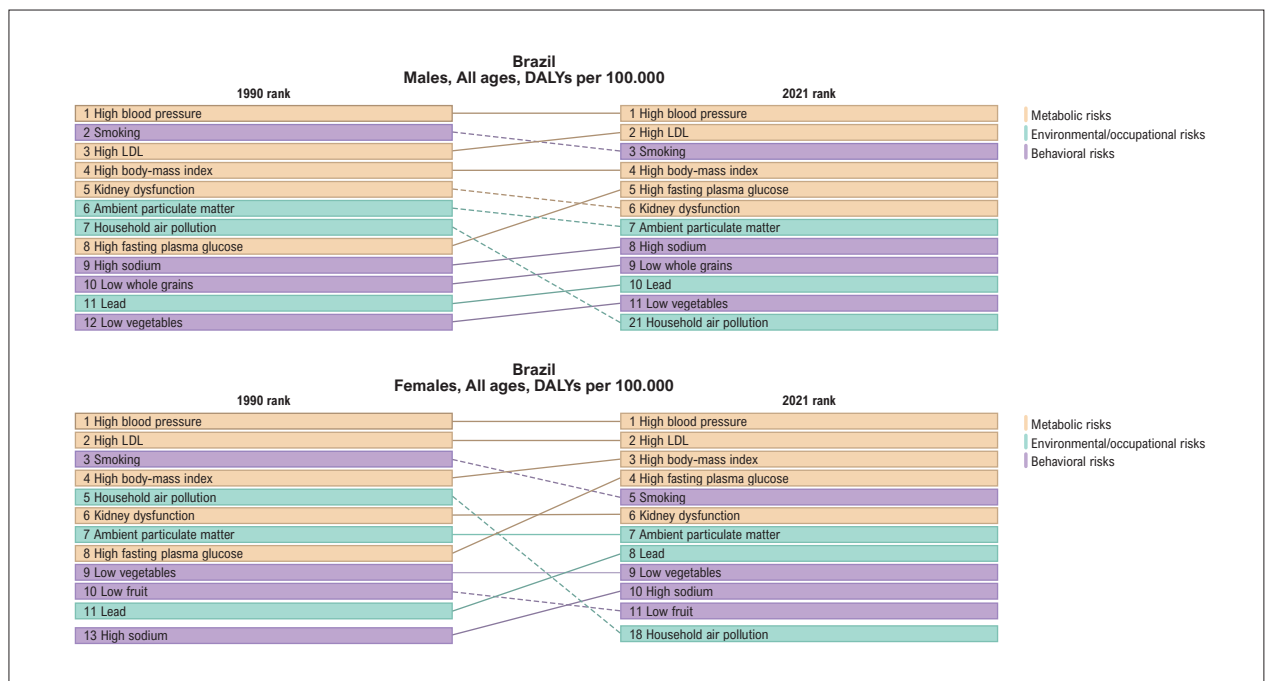 Brazil
Males, All ages, DALYs per 100.000
1990 rank
2021 rank
1 High blood pressure
2 Smoking
3 High LDL
4 High body-mass index
5 Kidney dysfunction
6 Ambient particulate matter
7 Household air pollution
8 High fasting plasma glucose
9 High sodium
10 Low whole grains
11 Lead
12 Low vegetables
1 High blood pressure
2 High LDL
3 Smoking
4 High body-mass index
5 High fasting plasma glucose
6 Kidney dysfunction
7 Ambient particulate matter
8 High sodium
9 Low whole grains
10 Lead
11 Low vegetables
21 Household air pollution
Metabolic risks
Environmental/occupational risks
Behavioral risks
Brazil
Females, All ages, DALYs per 100.000
1990 rank
2021 rank
1 High blood pressure
2 High LDL
3 Smoking
4 High body-mass index
5 Household air pollution
6 Kidney dysfunction
7 Ambient particulate matter
8 High fasting plasma glucose
9 Low vegetables
10 Low fruit
11 Lead
13 High sodium
1 High blood pressure
2 High LDL
3 High body-mass index
4 High fasting plasma glucose
5 Smoking
6 Kidney dysfunction
7 Ambient particulate matter
8 Lead
9 Low vegetables
10 High sodium
11 Low fruit
18 Household air pollution
Metabolic risks
Environmental/occupational risks
Behavioral risks